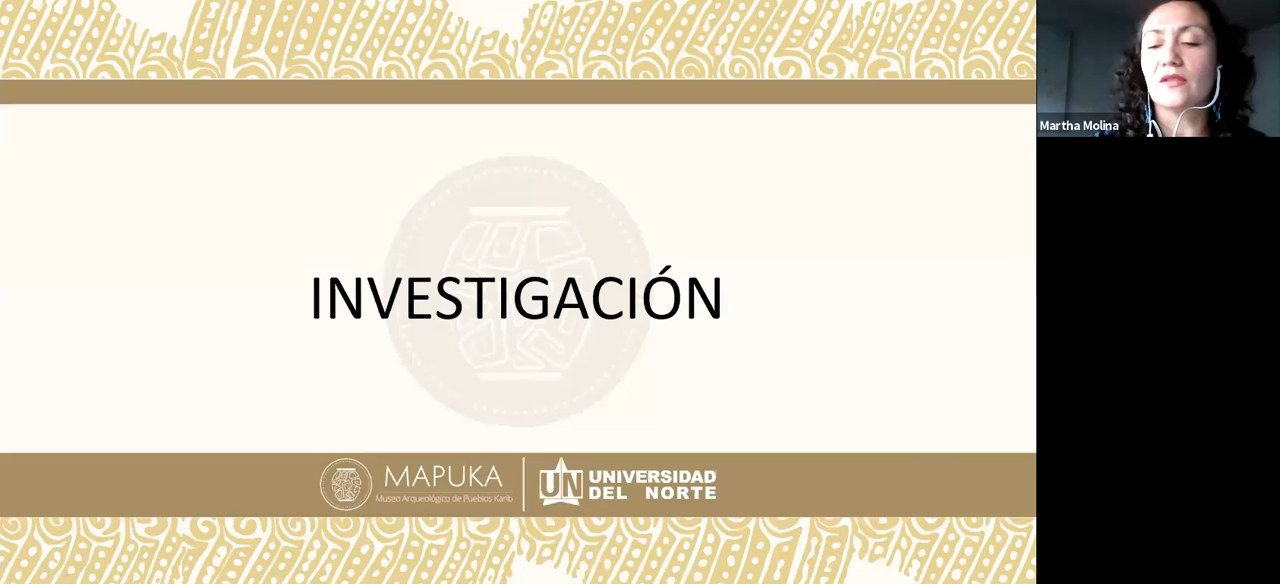 Martha Molina
INVESTIGACIÓN
MAPUKA
Museo Arqueológico de Pueblos Karib
UN
UNIVERSIDAD
DEL NORTE